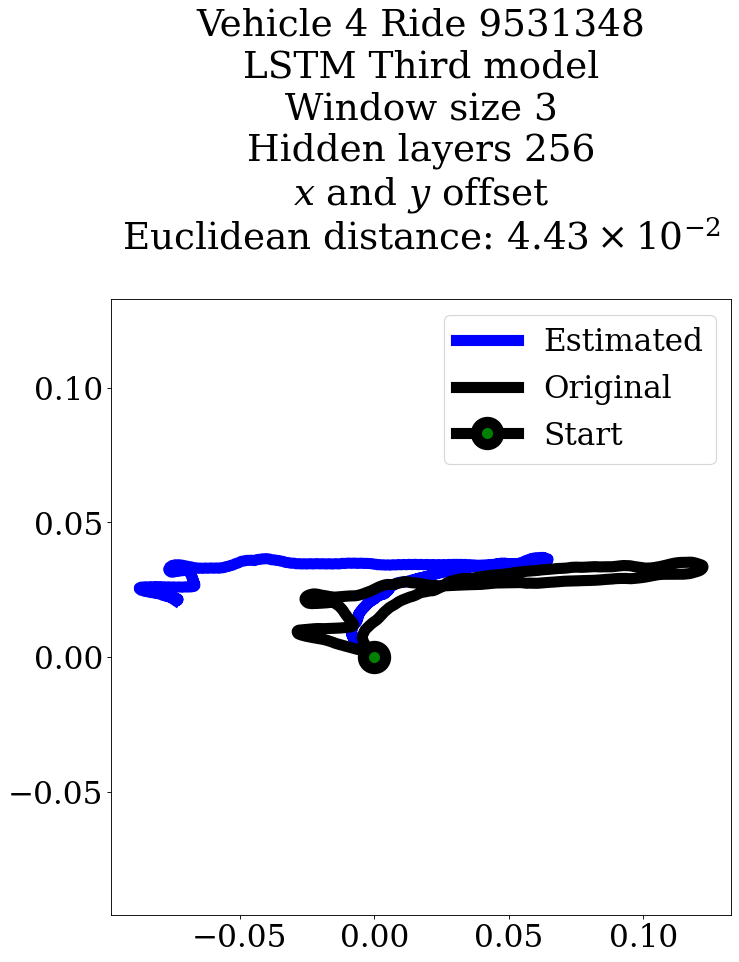 Vehicle 4 Ride 9531348
LSTM Third model
Window size 3
Hidden layers 256
x and y offset
Euclidean distance: 4.43 × 10⁻²
Estimated
Original
Start
0.10
0.05
0.00
−0.05
−0.05 0.00 0.05 0.10